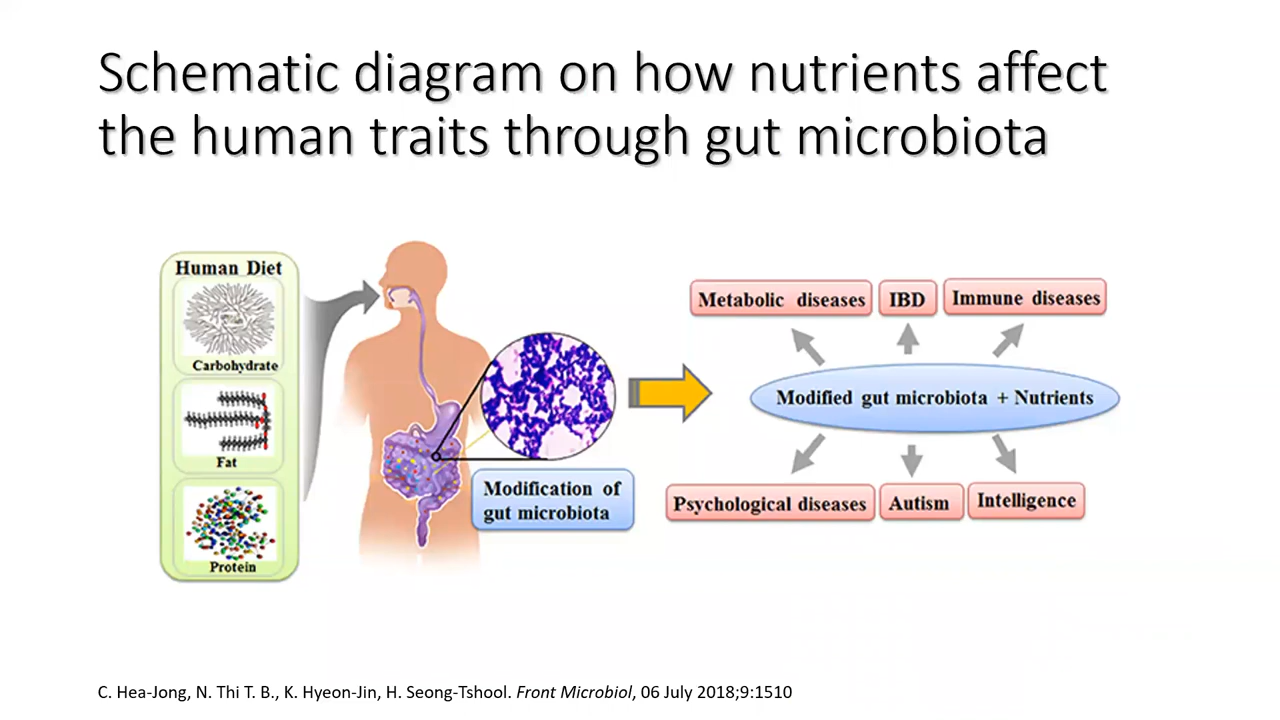 Schematic diagram on how nutrients affect
the human traits through gut microbiota
Human Diet
Carbohydrate
Fat
Protein
Modification of
gut microbiota
Metabolic diseases
IBD
Immune diseases
Modified gut microbiota + Nutrients
Psychological diseases
Autism
Intelligence
C. Hea-Jong, N. Thi T. B., K. Hyeon-Jin, H. Seong-Tshool. Front Microbiol, 06 July 2018;9:1510